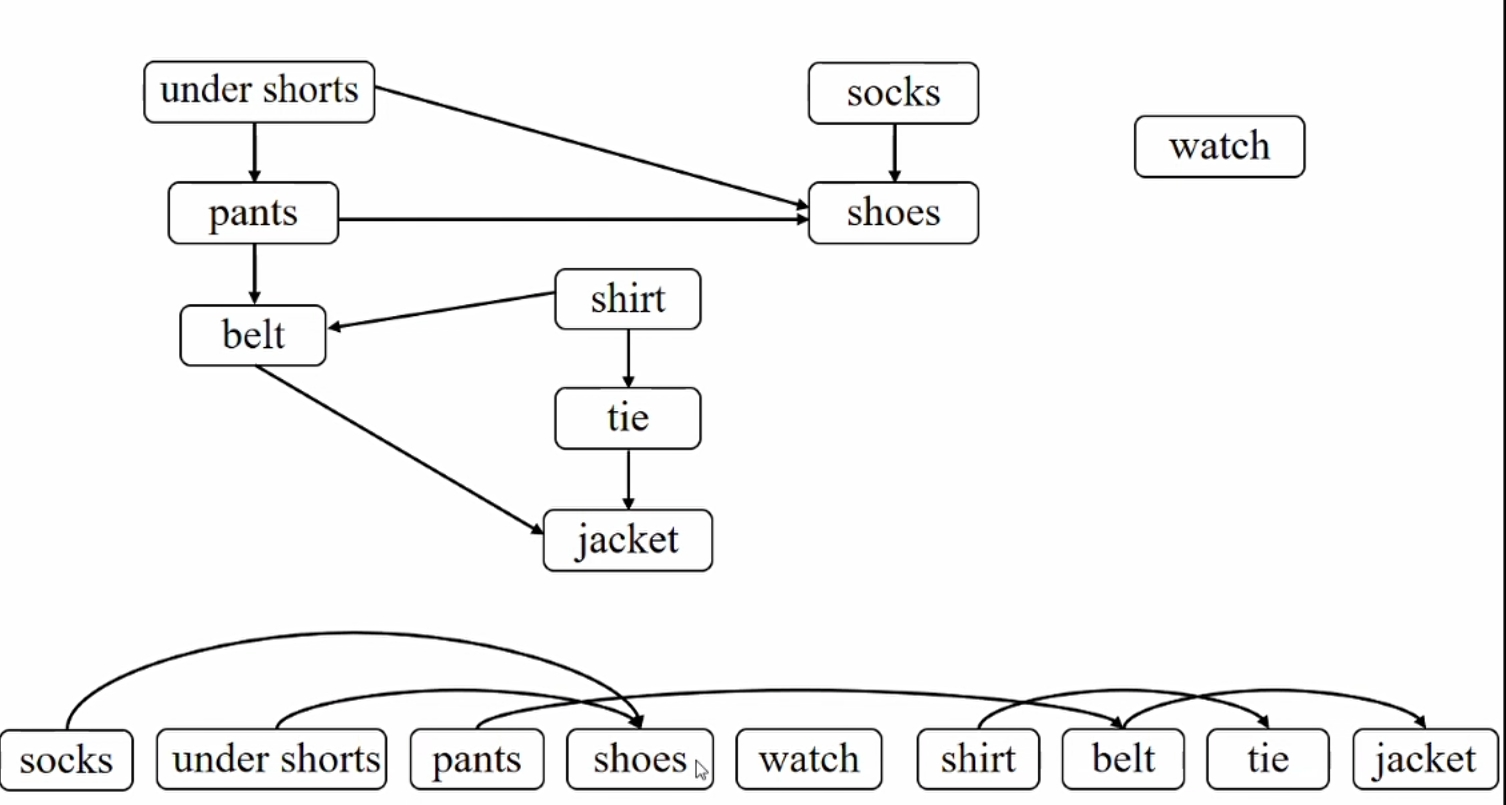 under shorts
socks
watch
pants
shoes
shirt
belt
tie
jacket
socks
under shorts
pants
shoes
watch
shirt
belt
tie
jacket